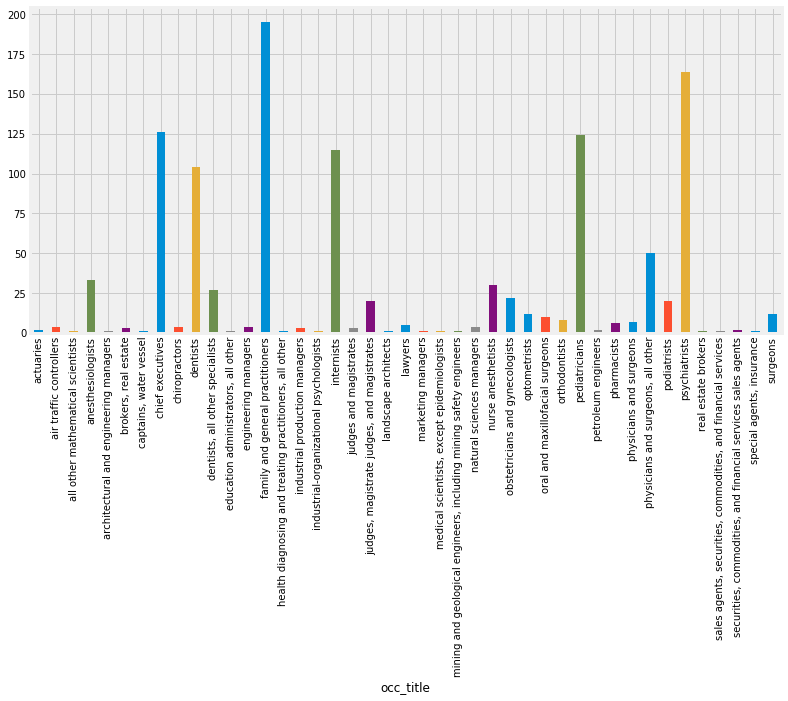 200
175
150
125
100
75
50
25
0
actuaries
air traffic controllers
all other mathematical scientists
anesthesiologists
architectural and engineering managers
brokers, real estate
captains, water vessel
chief executives
chiropractors
dentists
dentists, all other specialists
education administrators, all other
engineering managers
family and general practitioners
health diagnosing and treating practitioners, all other
industrial production managers
industrial-organizational psychologists
internists
judges and magistrates
judges, magistrate judges, and magistrates
landscape architects
lawyers
marketing managers
medical scientists, except epidemiologists
mining and geological engineers, including mining safety engineers
natural sciences managers
nurse anesthetists
obstetricians and gynecologists
optometrists
oral and maxillofacial surgeons
orthodontists
pediatricians
petroleum engineers
pharmacists
physicians and surgeons
physicians and surgeons, all other
podiatrists
psychiatrists
real estate brokers
sales agents, securities, commodities, and financial services
securities, commodities, and financial services sales agents
special agents, insurance
surgeons
occ_title